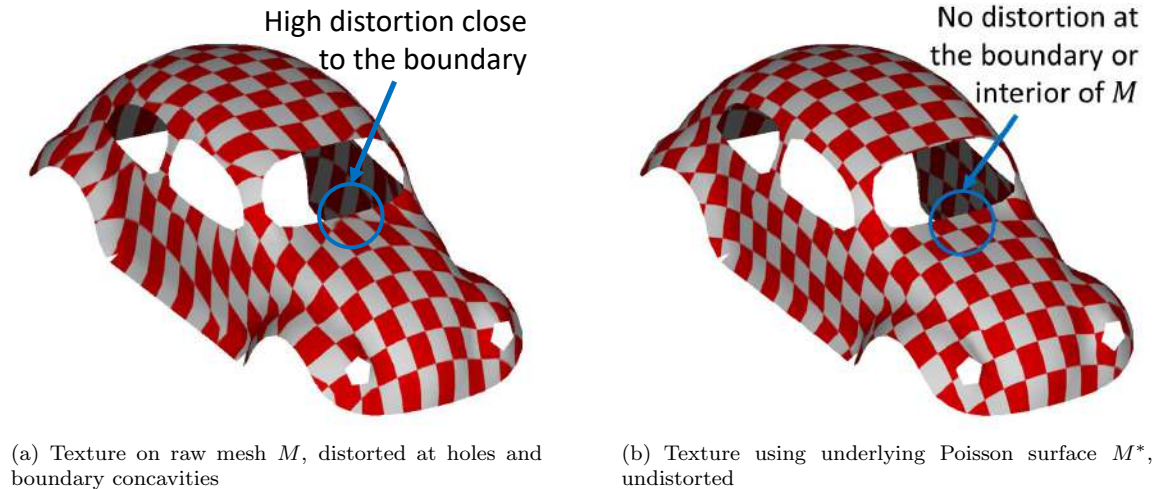 High distortion close
to the boundary
No distortion at
the boundary or
interior of M
(a) Texture on raw mesh M, distorted at holes and
boundary concavities
(b) Texture using underlying Poisson surface M*,
undistorted